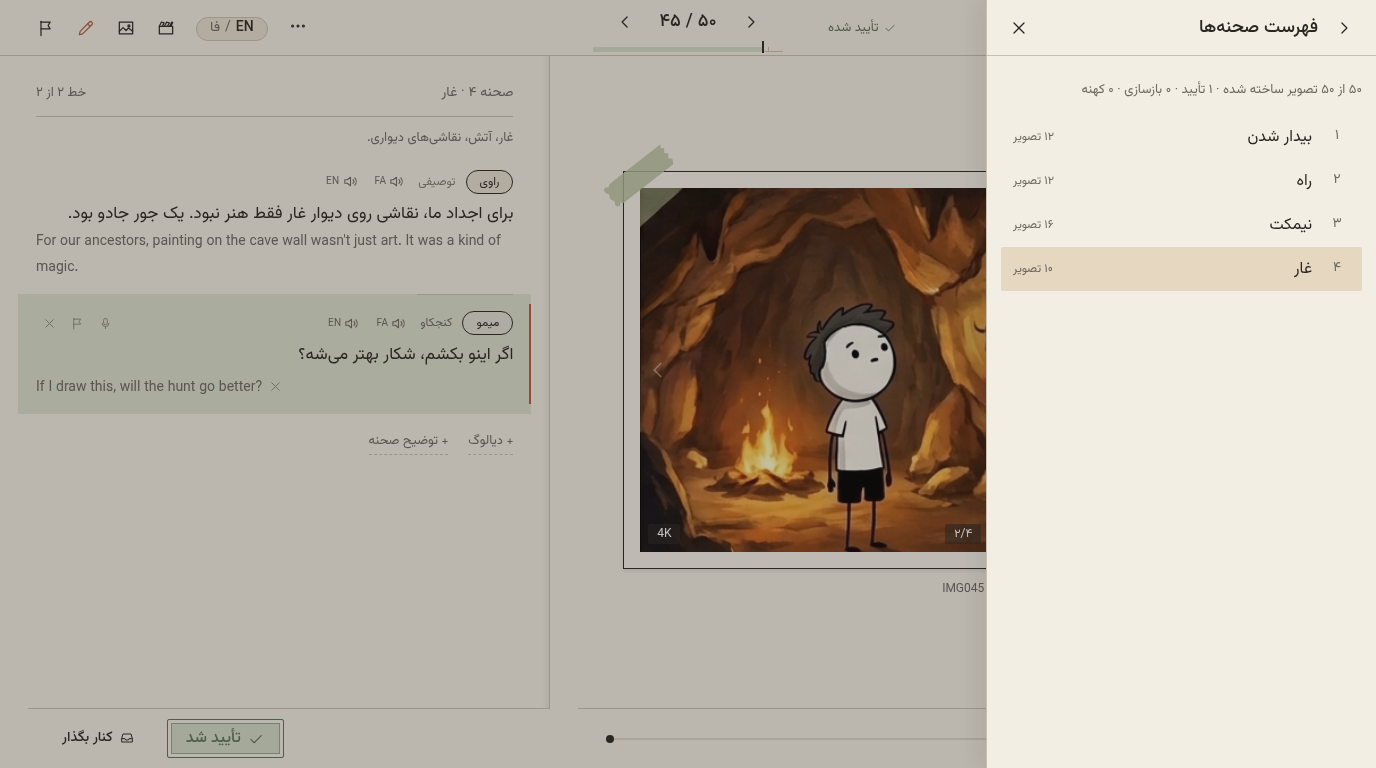 فهرست صحنه‌ها
۵۰ از ۵۰ تصویر ساخته شده · ۱ تأیید · ۰ بازسازی · ۰ کهنه
۱ بیدار شدن ۱۲ تصویر
۲ راه ۱۲ تصویر
۳ نیمکت ۱۶ تصویر
۴ غار ۱۰ تصویر
تأیید شده
۴۵ / ۵۰
EN / فا
صحنه ۴ · غار
خط ۲ از ۲
غار، آتش، نقاشی‌های دیواری.
راوی توصیفی FA EN
برای اجداد ما، نقاشی روی دیوار غار فقط هنر نبود. یک جور جادو بود.
For our ancestors, painting on the cave wall wasn't just art. It was a kind of
magic.
میمو کنجکاو FA EN
اگر اینو بکشم، شکار بهتر می‌شه؟
If I draw this, will the hunt go better?
+ دیالوگ + توضیح صحنه
4K
۲/۴
IMG045
تأیید شد
کنار بگذار